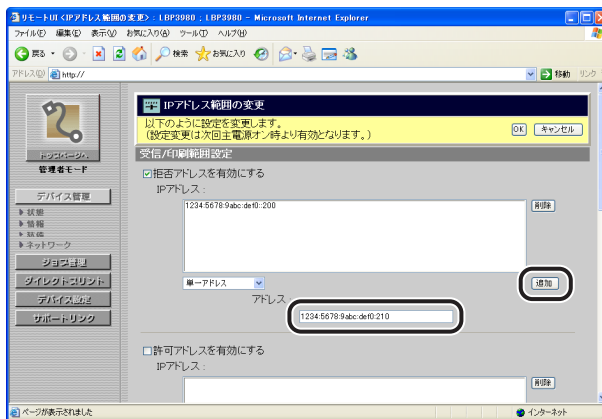 リモートUI <IPアドレス範囲の変更> : LBP3980 ; LBP3980 - Microsoft Internet Explorer
ファイル(F) 編集(E) 表示(V) お気に入り(A) ツール(T) ヘルプ(H)
戻る 検索 お気に入り
アドレス(D) http:// 移動 リンク
IPアドレス範囲の変更
以下のように設定を変更します。
(設定変更は次回主電源オン時より有効となります。)
OK キャンセル
トップページへ
管理者モード
デバイス管理
状態
情報
ネットワーク
ジョブ管理
ダイレクトプリント
デバイス設定
サポートリンク
受信/印刷範囲設定
拒否アドレスを有効にする
IPアドレス :
1234:5678:9abc:def0::200
削除
単一アドレス
追加
アドレス :
1234:5678:9abc:def0:210
許可アドレスを有効にする
IPアドレス :
削除
ページが表示されました
インターネット